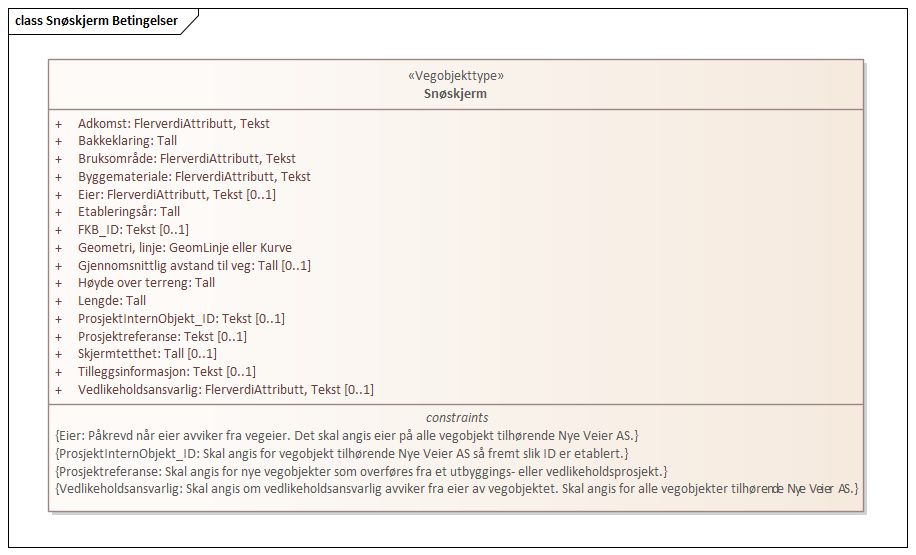 class Snøskjerm Betingelser
«Vegobjekttype»
Snøskjerm
+ Adkomst: FlerverdiAttributt, Tekst
+ Bakkeklaring: Tall
+ Bruksområde: FlerverdiAttributt, Tekst
+ Byggemateriale: FlerverdiAttributt, Tekst
+ Eier: FlerverdiAttributt, Tekst [0..1]
+ Etableringsår: Tall
+ FKB_ID: Tekst [0..1]
+ Geometri, linje: GeomLinje eller Kurve
+ Gjennomsnittlig avstand til veg: Tall [0..1]
+ Høyde over terreng: Tall
+ Lengde: Tall
+ ProsjektInternObjekt_ID: Tekst [0..1]
+ Prosjektreferanse: Tekst [0..1]
+ Skjermtetthet: Tall [0..1]
+ Tilleggsinformasjon: Tekst [0..1]
+ Vedlikeholdsansvarlig: FlerverdiAttributt, Tekst [0..1]
constraints
{Eier: Påkrevd når eier avviker fra vegeier. Det skal angis eier på alle vegobjekt tilhørende Nye Veier AS.}
{ProsjektInternObjekt_ID: Skal angis for vegobjekt tilhørende Nye Veier AS så fremt slik ID er etablert.}
{Prosjektreferanse: Skal angis for nye vegobjekter som overføres fra et utbyggings- eller vedlikeholdsprosjekt.}
{Vedlikeholdsansvarlig: Skal angis om vedlikeholdsansvarlig avviker fra eier av vegobjektet. Skal angis for alle vegobjekter tilhørende Nye Veier AS.}